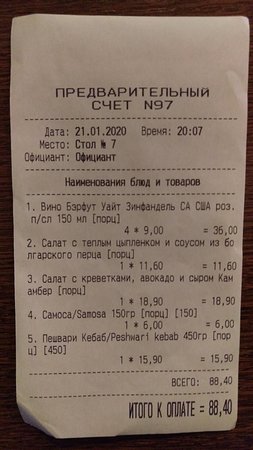 ПРЕДВАРИТЕЛЬНЫЙ
СЧЕТ N97
Дата: 21.01.2020 Время: 20:07
Место: Стол № 7
Официант: Официант
Наименования блюд и товаров
1. Вино Бэрфут Уайт Зинфандель СА США роз.
п/сл 150 мл [порц]
4 * 9,00 = 36,00
2. Салат с теплым цыпленком и соусом из бо
лгарского перца [порц]
1 * 11,60 = 11,60
3. Салат с креветками, авокадо и сыром Кам
амбер [порц]
1 * 18,90 = 18,90
4. Самоса/Samosa 150гр [порц] [150]
1 * 6,00 = 6,00
5. Пешвари Кебаб/Peshwari kebab 450гр [пор
ц] [450]
1 * 15,90 = 15,90
ВСЕГО: 88,40
ИТОГО К ОПЛАТЕ = 88,40